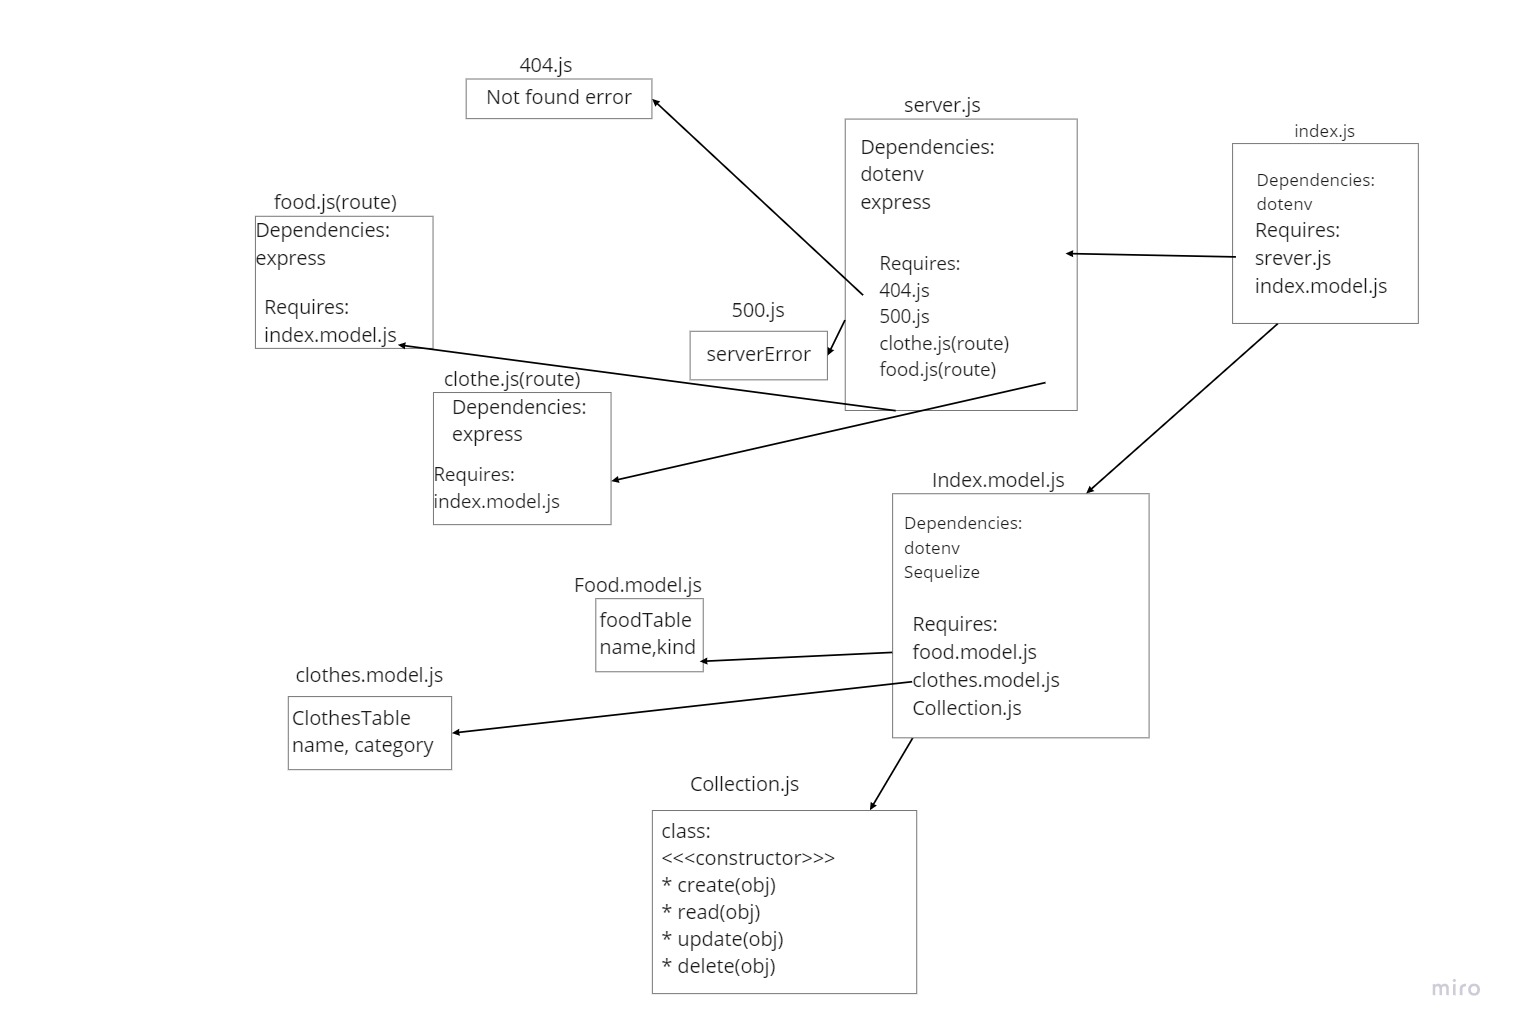 404.js
Not found error
server.js
Dependencies:
dotenv
express
Requires:
404.js
500.js
clothe.js(route)
food.js(route)
index.js
Dependencies:
dotenv
Requires:
srever.js
index.model.js
food.js(route)
Dependencies:
express
Requires:
index.model.js
500.js
serverError
clothe.js(route)
Dependencies:
express
Requires:
index.model.js
Index.model.js
Dependencies:
dotenv
Sequelize
Requires:
food.model.js
clothes.model.js
Collection.js
Food.model.js
foodTable
name,kind
clothes.model.js
ClothesTable
name, category
Collection.js
class:
<<<constructor>>>
* create(obj)
* read(obj)
* update(obj)
* delete(obj)
miro